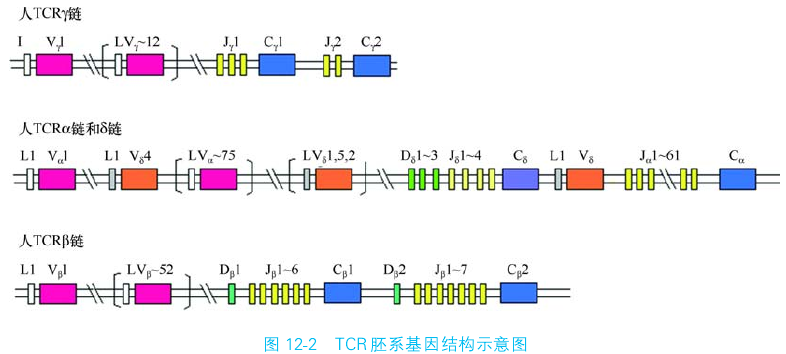 人TCRγ链
I Vγ1 LVγ~12 Jγ1 Cγ1 Jγ2 Cγ2
人TCRα链和δ链
L1 Vα1 L1 Vδ4 LVα~75 LVδ1,5,2 Dδ1~3 Jδ1~4 Cδ L1 Vδ Jα1~61 Cα
人TCRβ链
L1 Vβ1 LVβ~52 Dβ1 Jβ1~6 Cβ1 Dβ2 Jβ1~7 Cβ2
图 12-2 TCR胚系基因结构示意图